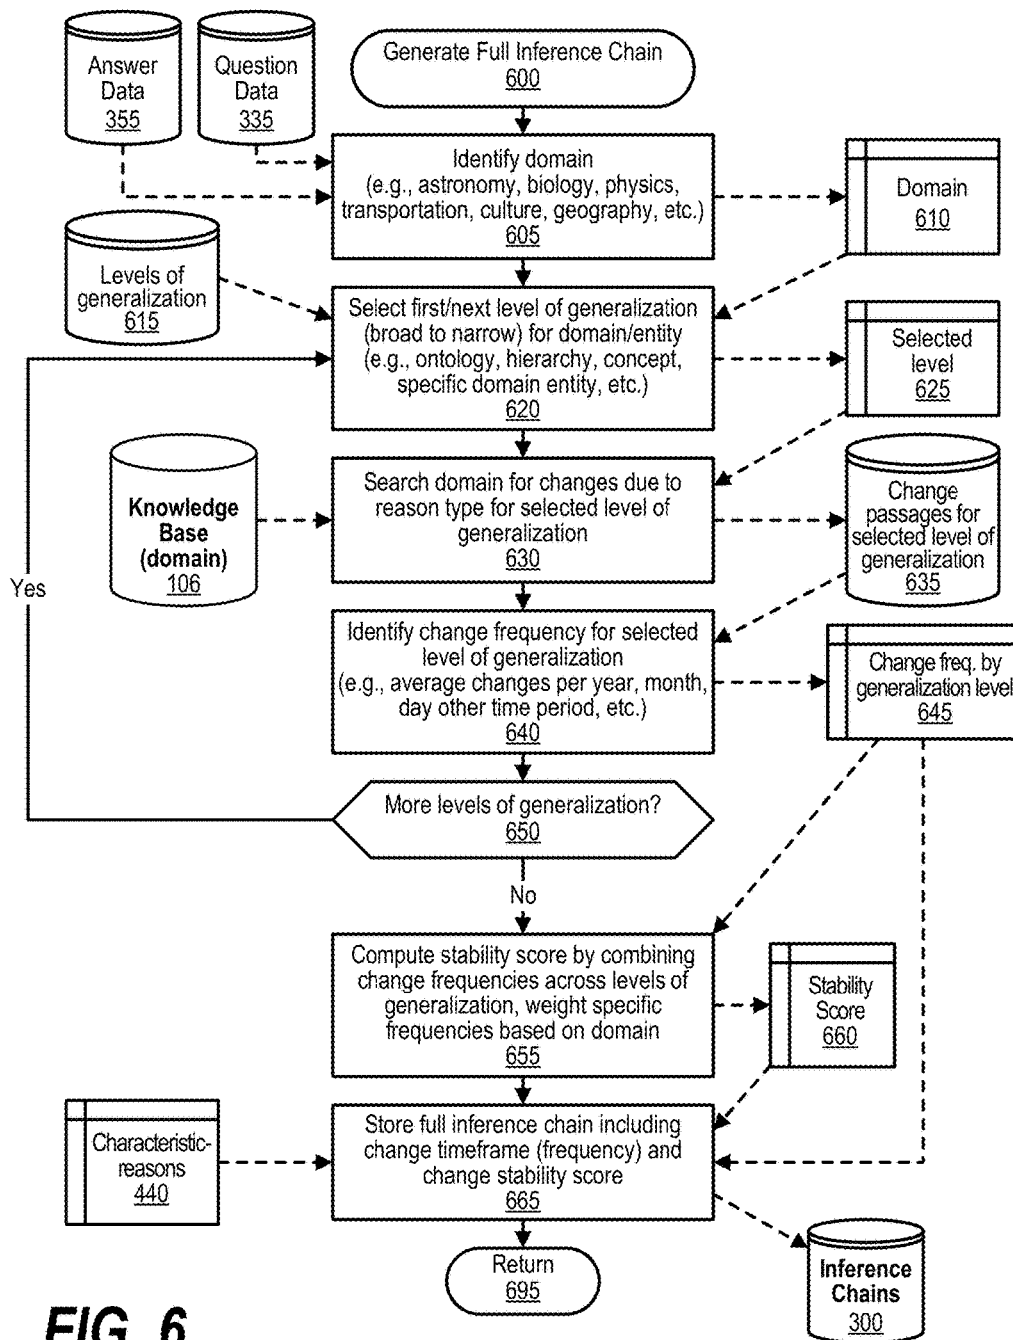 Answer
Data
355
Question
Data
335
Generate Full Inference Chain
600
Identify domain
(e.g., astronomy, biology, physics,
transportation, culture, geography, etc.)
605
Domain
610
Levels of
generalization
615
Select first/next level of generalization
(broad to narrow) for domain/entity
(e.g., ontology, hierarchy, concept,
specific domain entity, etc.)
620
Selected
level
625
Knowledge
Base
(domain)
106
Search domain for changes due to
reason type for selected level of
generalization
630
Change
passages for
selected level of
generalization
635
Yes
Identify change frequency for selected
level of generalization
(e.g., average changes per year, month,
day other time period, etc.)
640
Change freq. by
generalization level
645
More levels of generalization?
650
No
Compute stability score by combining
change frequencies across levels of
generalization, weight specific
frequencies based on domain
655
Stability
Score
660
Characteristic-
reasons
440
Store full inference chain including
change timeframe (frequency) and
change stability score
665
Return
695
Inference
Chains
300
FIG. 6